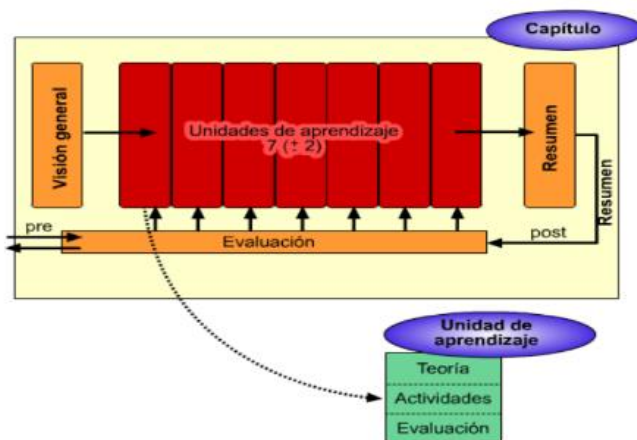 Capítulo
Visión general
Unidades de aprendizaje
7 (± 2)
Resumen
Resumen
pre
Evaluación
post
Unidad de
aprendizaje
Teoría
Actividades
Evaluación